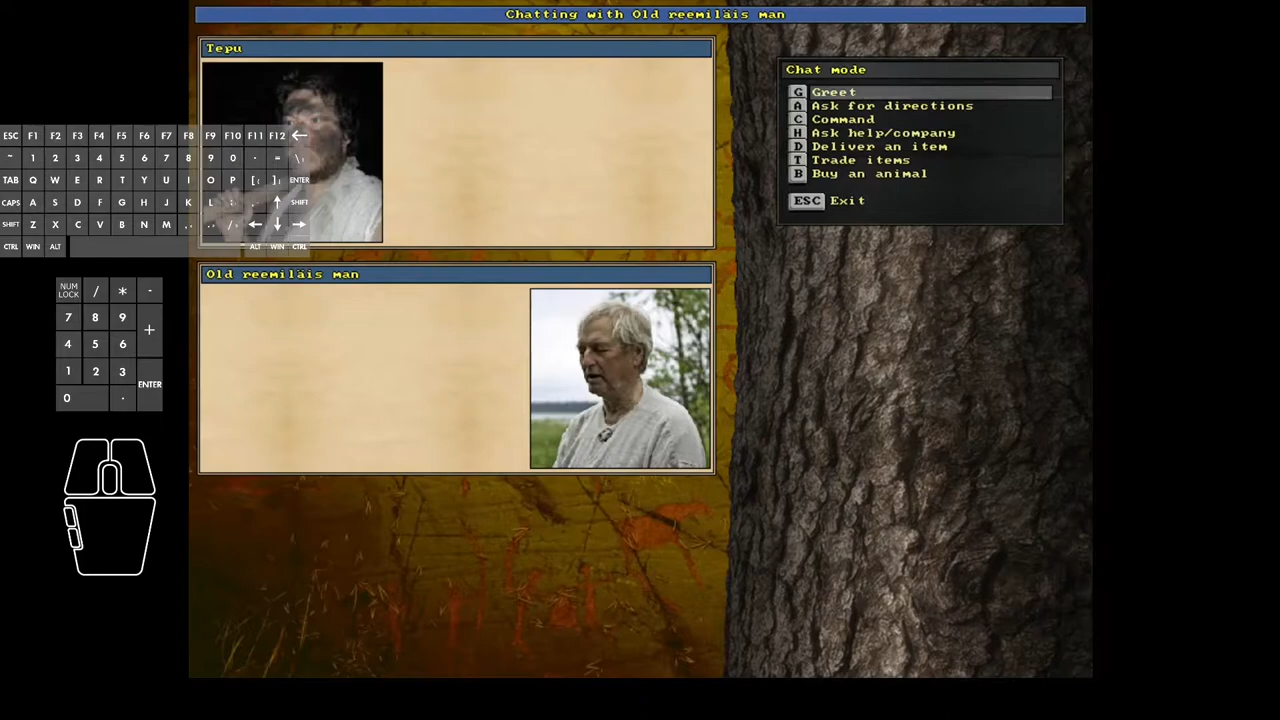 Chatting with Old reemiläis man
Tepu
Chat mode
G Greet
A Ask for directions
C Command
H Ask help/company
D Deliver an item
T Trade items
B Buy an animal
ESC Exit
Old reemiläis man
ESC F1 F2 F3 F4 F5 F6 F7 F8 F9 F10 F11 F12 ←
~ 1 2 3 4 5 6 7 8 9 0 - = \
TAB Q W E R T Y U I O P [{ ]} ENTER
CAPS A S D F G H J K L : ↑ SHIFT
SHIFT Z X C V B N M , . / ← ↓ →
CTRL WIN ALT ALT WIN CTRL
NUM LOCK / * -
7 8 9 +
4 5 6
1 2 3 ENTER
0 .